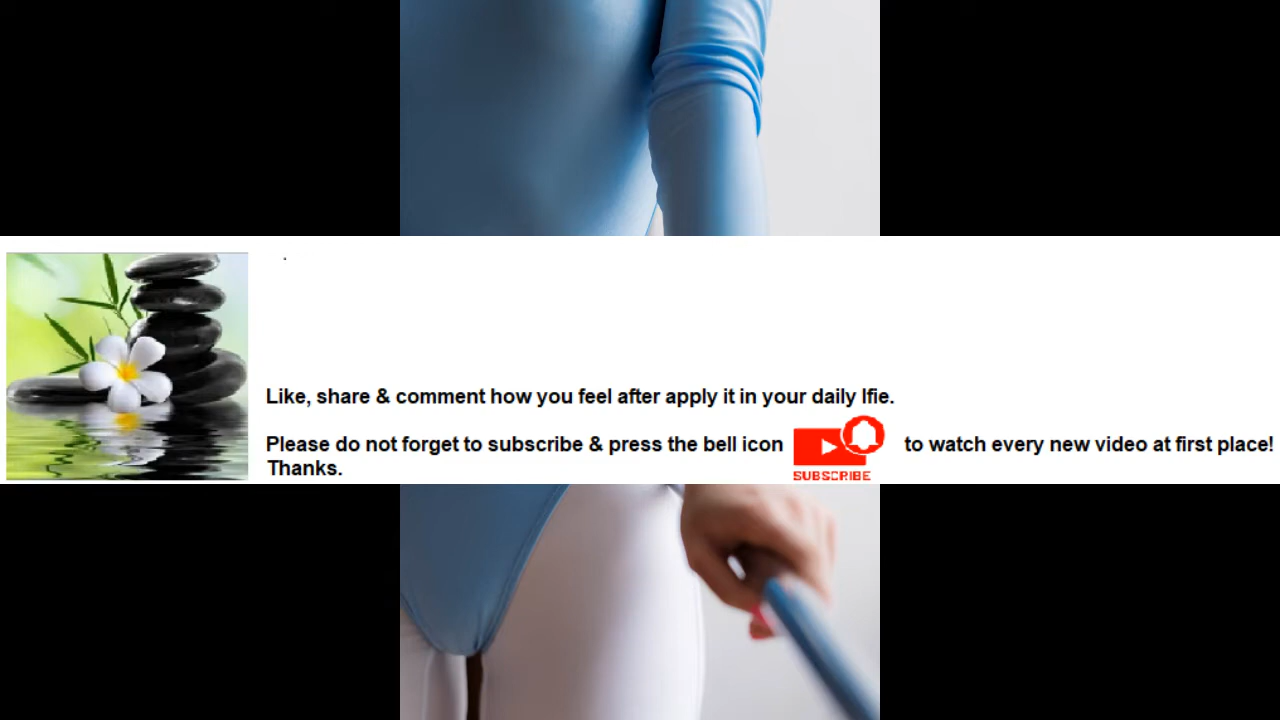 Like, share & comment how you feel after apply it in your daily lfie.
Please do not forget to subscribe & press the bell icon to watch every new video at first place!
SUBSCRIBE
Thanks.